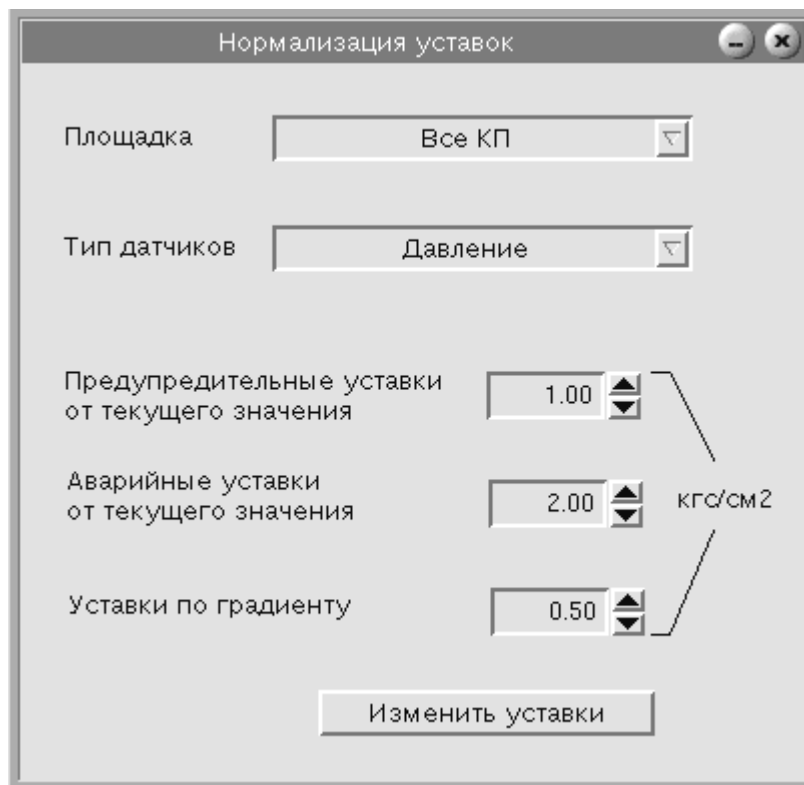 Нормализация уставок
Площадка
Все КП
Тип датчиков
Давление
Предупредительные уставки
от текущего значения
1.00
Аварийные уставки
от текущего значения
2.00
кгс/см2
Уставки по градиенту
0.50
Изменить уставки